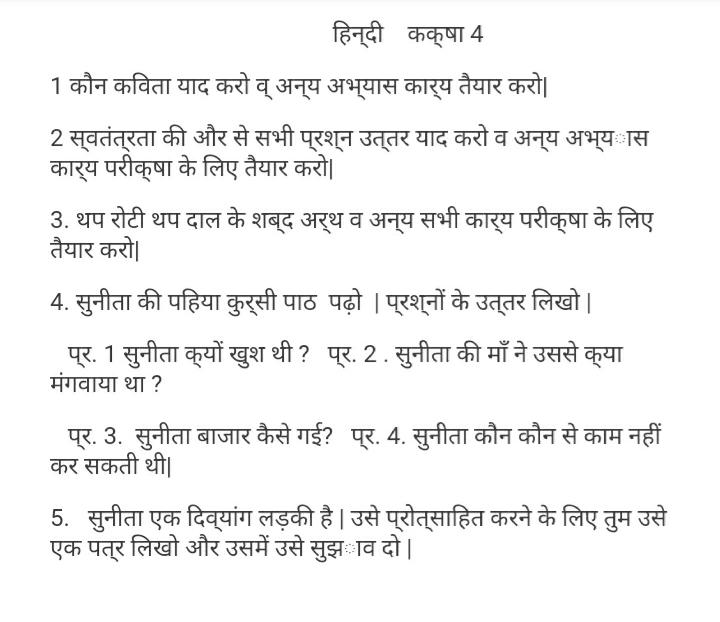 हिन्दी कक्षा 4
1 कौन कविता याद करो व् अन्य अभ्यास कार्य तैयार करो|
2 स्वतंत्रता की और से सभी प्रश्न उत्तर याद करो व अन्य अभ्यास
कार्य परीक्षा के लिए तैयार करो|
3. थप रोटी थप दाल के शब्द अर्थ व अन्य सभी कार्य परीक्षा के लिए
तैयार करो|
4. सुनीता की पहिया कुर्सी पाठ पढ़ो | प्रश्नों के उत्तर लिखो |
प्र. 1 सुनीता क्यों खुश थी ? प्र. 2 . सुनीता की माँ ने उससे क्या
मंगवाया था ?
प्र. 3. सुनीता बाजार कैसे गई? प्र. 4. सुनीता कौन कौन से काम नहीं
कर सकती थी|
5. सुनीता एक दिव्यांग लड़की है | उसे प्रोत्साहित करने के लिए तुम उसे
एक पत्र लिखो और उसमें उसे सुझाव दो |